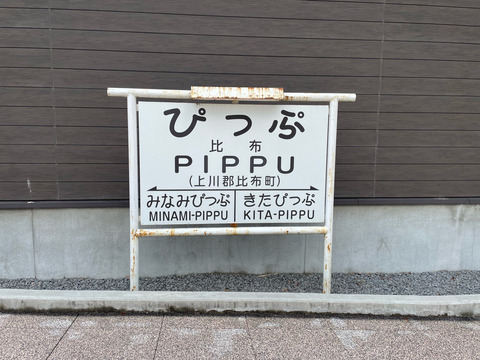 ぴっぷ
比布
PIPPU
(上川郡比布町)
みなみぴっぷ きたぴっぷ
MINAMI-PIPPU KITA-PIPPU